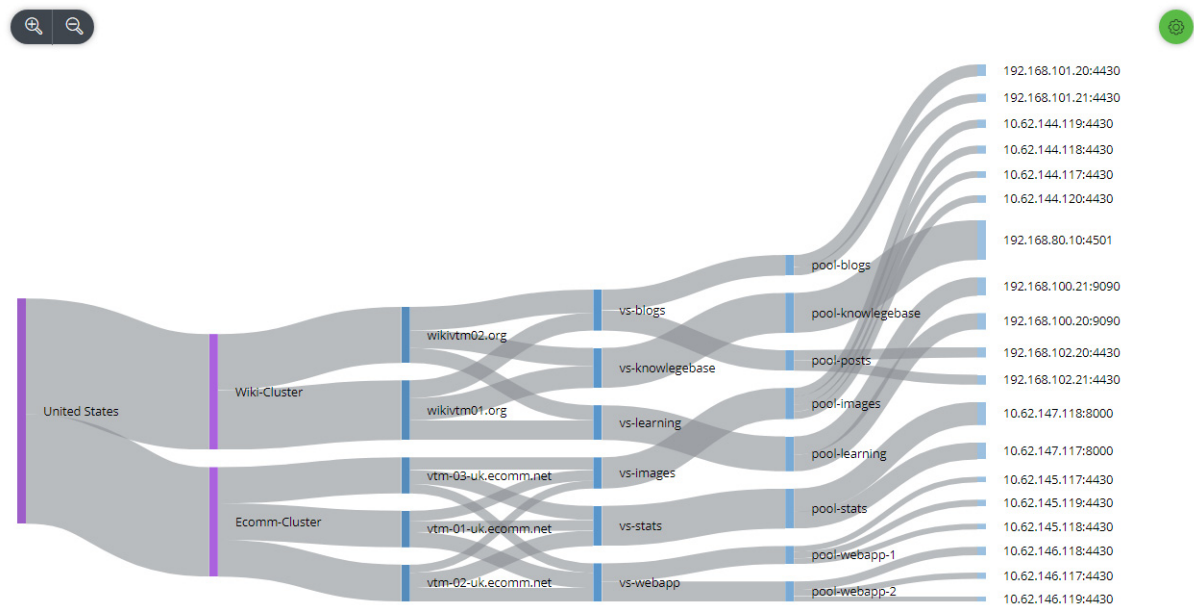 United States
Wiki-Cluster
Ecomm-Cluster
wikivtm02.org
wikivtm01.org
vtm-03-uk.ecomm.net
vtm-01-uk.ecomm.net
vtm-02-uk.ecomm.net
vs-blogs
vs-knowlegebase
vs-learning
vs-images
vs-stats
vs-webapp
pool-blogs
pool-knowlegebase
pool-posts
pool-images
pool-learning
pool-stats
pool-webapp-1
pool-webapp-2
192.168.101.20:4430
192.168.101.21:4430
10.62.144.119:4430
10.62.144.118:4430
10.62.144.117:4430
10.62.144.120:4430
192.168.80.10:4501
192.168.100.21:9090
192.168.100.20:9090
192.168.102.20:4430
192.168.102.21:4430
10.62.147.118:8000
10.62.147.117:8000
10.62.145.117:4430
10.62.145.119:4430
10.62.145.118:4430
10.62.146.118:4430
10.62.146.117:4430
10.62.146.119:4430